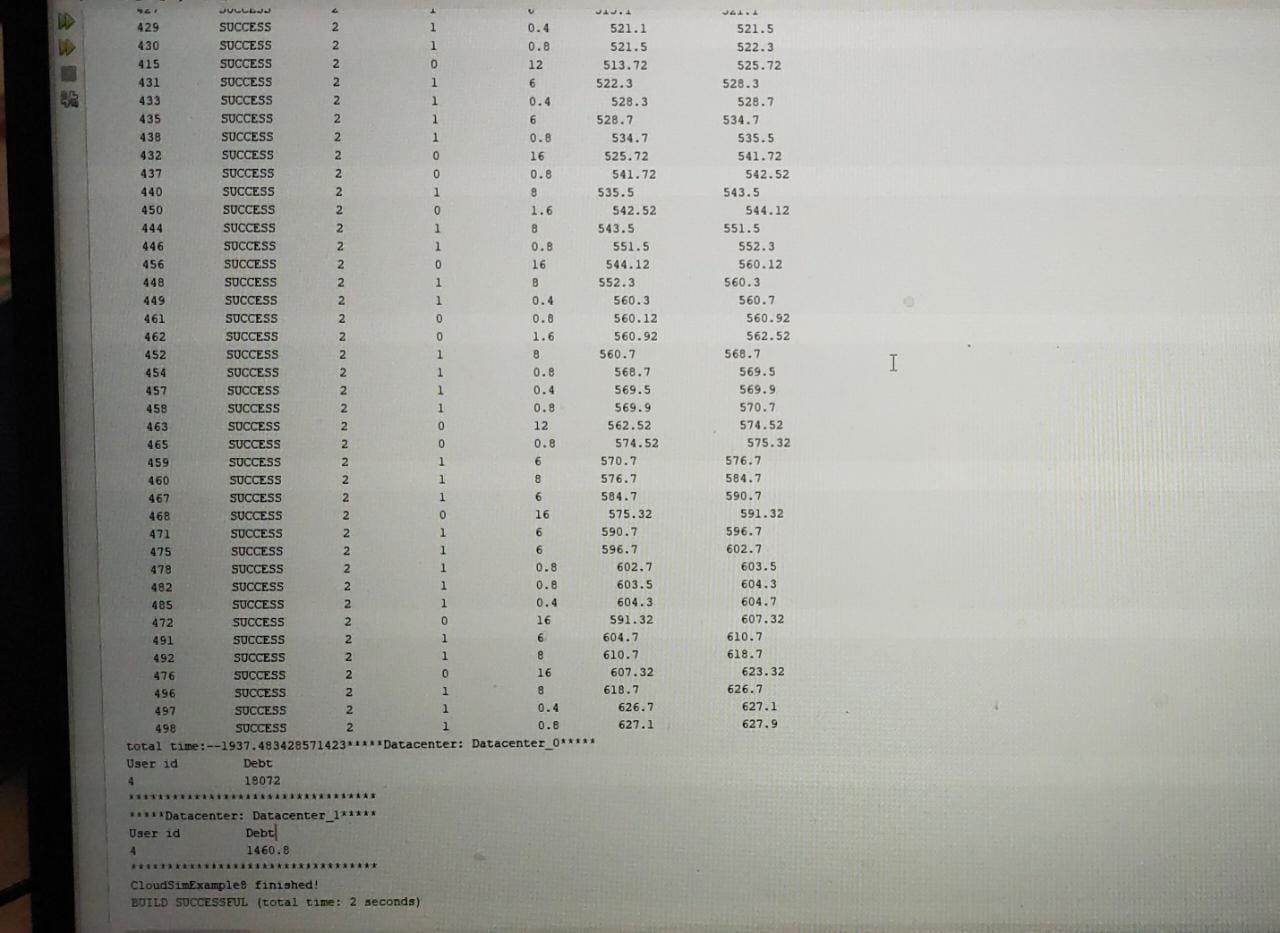 429 SUCCESS 2 1 0.4 521.1 521.5
430 SUCCESS 2 1 0.8 521.5 522.3
415 SUCCESS 2 0 12 513.72 525.72
431 SUCCESS 2 1 6 522.3 528.3
433 SUCCESS 2 1 0.4 528.3 528.7
435 SUCCESS 2 1 6 528.7 534.7
438 SUCCESS 2 1 0.8 534.7 535.5
432 SUCCESS 2 0 16 525.72 541.72
437 SUCCESS 2 0 0.8 541.72 542.52
440 SUCCESS 2 1 8 535.5 543.5
450 SUCCESS 2 0 1.6 542.52 544.12
444 SUCCESS 2 1 8 543.5 551.5
446 SUCCESS 2 1 0.8 551.5 552.3
456 SUCCESS 2 0 16 544.12 560.12
448 SUCCESS 2 1 8 552.3 560.3
449 SUCCESS 2 1 0.4 560.3 560.7
461 SUCCESS 2 0 0.8 560.12 560.92
462 SUCCESS 2 0 1.6 560.92 562.52
452 SUCCESS 2 1 8 560.7 568.7
454 SUCCESS 2 1 0.8 568.7 569.5
457 SUCCESS 2 1 0.4 569.5 569.9
458 SUCCESS 2 1 0.8 569.9 570.7
463 SUCCESS 2 0 12 562.52 574.52
465 SUCCESS 2 0 0.8 574.52 575.32
459 SUCCESS 2 1 6 570.7 576.7
460 SUCCESS 2 1 8 576.7 584.7
467 SUCCESS 2 1 6 584.7 590.7
468 SUCCESS 2 0 16 575.32 591.32
471 SUCCESS 2 1 6 590.7 596.7
475 SUCCESS 2 1 6 596.7 602.7
478 SUCCESS 2 1 0.8 602.7 603.5
482 SUCCESS 2 1 0.8 603.5 604.3
485 SUCCESS 2 1 0.4 604.3 604.7
472 SUCCESS 2 0 16 591.32 607.32
491 SUCCESS 2 1 6 604.7 610.7
492 SUCCESS 2 1 8 610.7 618.7
476 SUCCESS 2 0 16 607.32 623.32
496 SUCCESS 2 1 8 618.7 626.7
497 SUCCESS 2 1 0.4 626.7 627.1
498 SUCCESS 2 1 0.8 627.1 627.9
total time:--1937.483428571423*****Datacenter: Datacenter_0*****
User id Debt
4 18072
**********************************
*****Datacenter: Datacenter_1*****
User id Debt
4 1460.8
**********************************
CloudSimExample8 finished!
BUILD SUCCESSFUL (total time: 2 seconds)